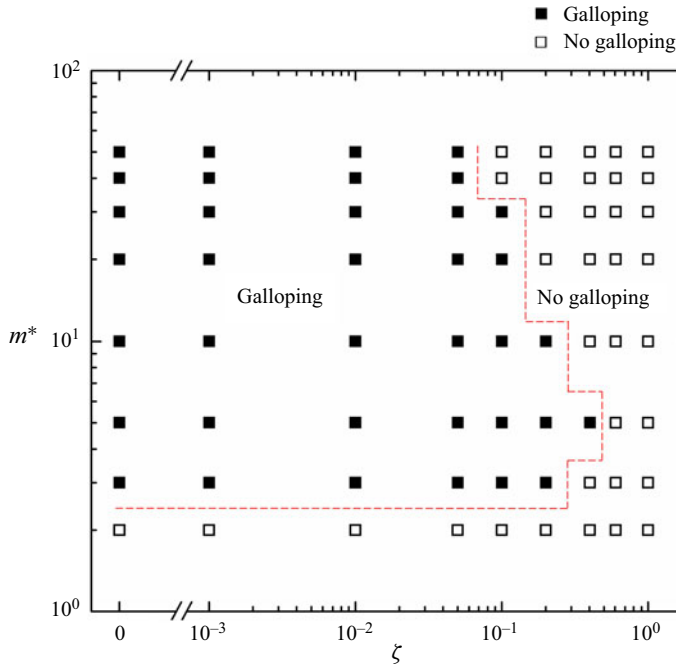 Galloping
No galloping
10²
Galloping
No galloping
m*
10¹
10⁰
0
10⁻³
10⁻²
10⁻¹
10⁰
ζ